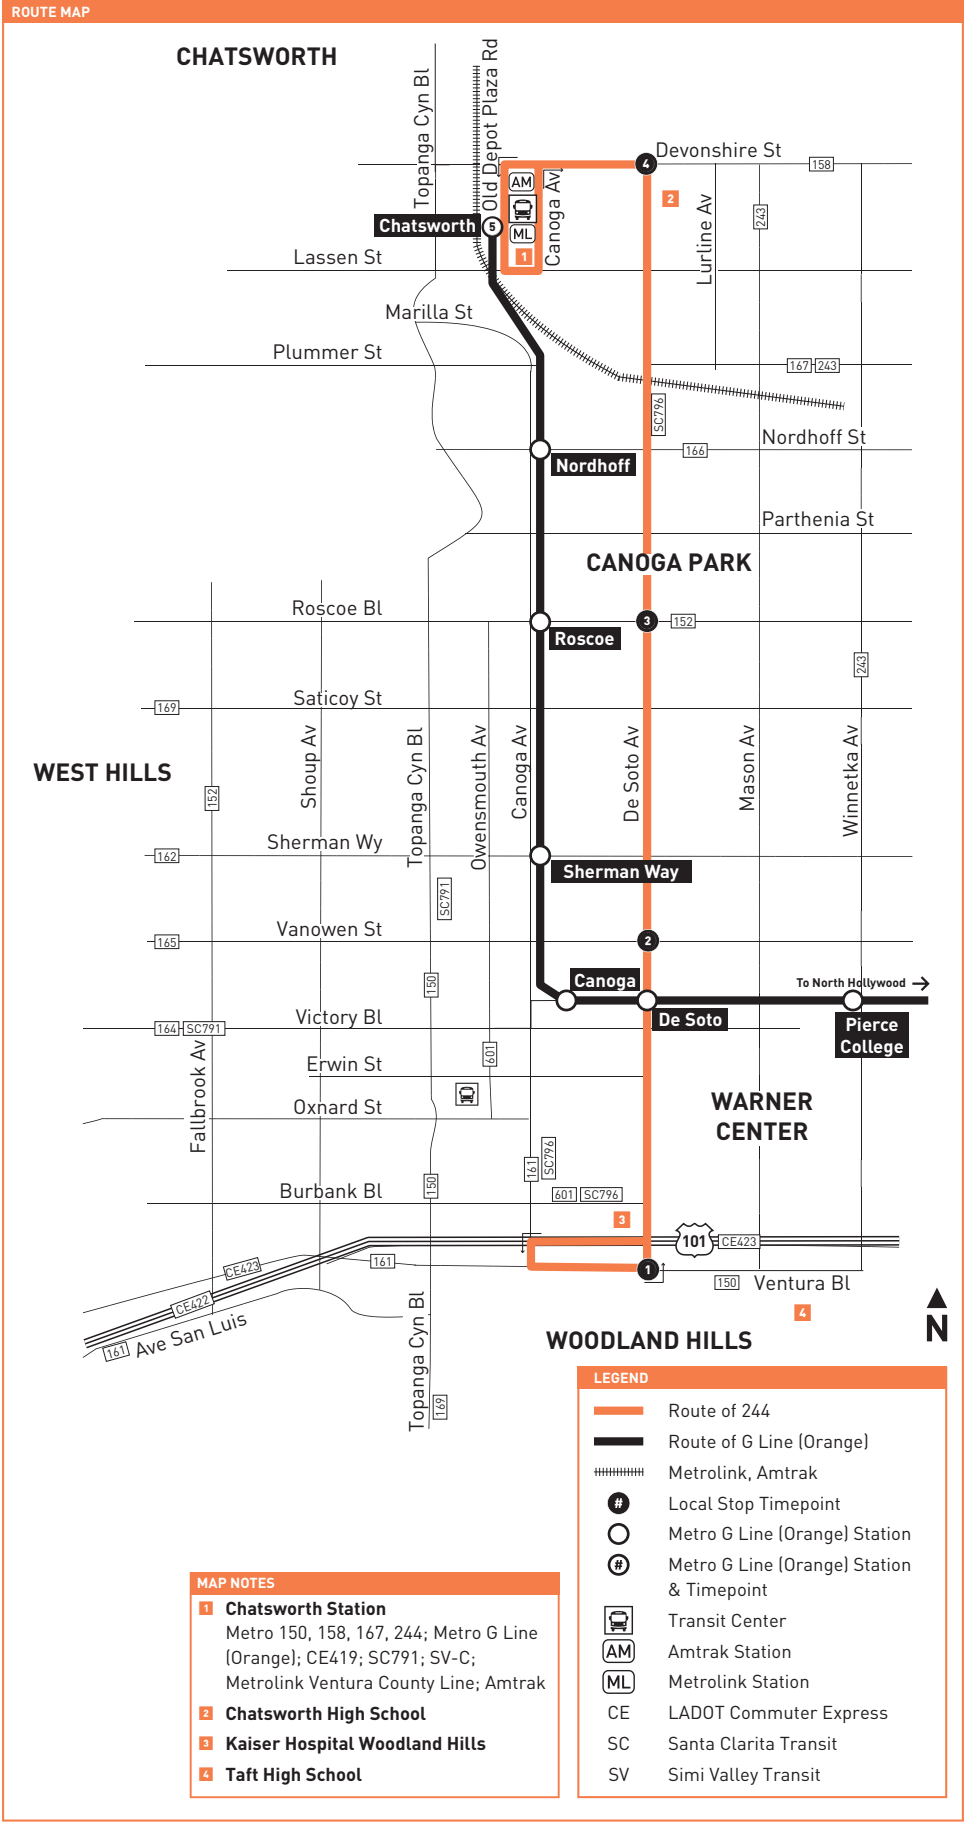 ROUTE MAP
CHATSWORTH
Topanga Cyn Bl
Old Depot Plaza Rd
Devonshire St
158
4
AM
ML
1
2
Canoga Av
Lurline Av
243
Chatsworth
5
Lassen St
Marilla St
Plummer St
167
243
SC796
Nordhoff St
166
Nordhoff
Parthenia St
CANOGA PARK
Roscoe Bl
3
152
Roscoe
243
Saticoy St
169
WEST HILLS
152
Shoup Av
Topanga Cyn Bl
Owensmouth Av
Canoga Av
De Soto Av
Mason Av
Winnetka Av
Sherman Wy
162
Sherman Way
SC791
Vanowen St
165
2
150
Canoga
To North Hollywood
De Soto
Pierce
College
Victory Bl
164
SC791
Fallbrook Av
601
Erwin St
Oxnard St
WARNER
CENTER
161
SC796
150
Burbank Bl
601
SC796
3
101
CE423
CE423
161
1
150
Ventura Bl
4
CE422
161
Ave San Luis
Topanga Cyn Bl
169
WOODLAND HILLS
N
LEGEND
Route of 244
Route of G Line (Orange)
Metrolink, Amtrak
# Local Stop Timepoint
Metro G Line (Orange) Station
# Metro G Line (Orange) Station
& Timepoint
Transit Center
AM Amtrak Station
ML Metrolink Station
CE LADOT Commuter Express
SC Santa Clarita Transit
SV Simi Valley Transit
MAP NOTES
1 Chatsworth Station
Metro 150, 158, 167, 244; Metro G Line
(Orange); CE419; SC791; SV-C;
Metrolink Ventura County Line; Amtrak
2 Chatsworth High School
3 Kaiser Hospital Woodland Hills
4 Taft High School